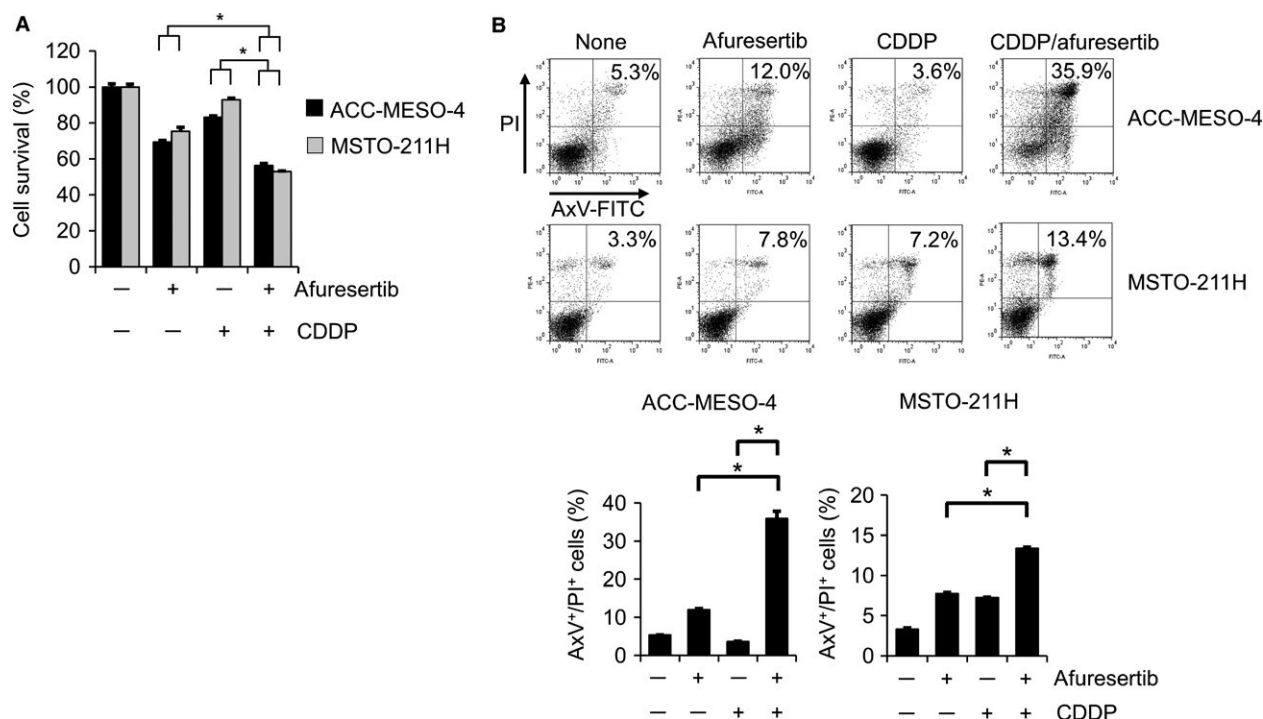 A
*
*
120
100
80
60
40
20
0
Cell survival (%)
ACC-MESO-4
MSTO-211H
— + — + Afuresertib
— — + + CDDP
B
None Afuresertib CDDP CDDP/afuresertib
5.3% 12.0% 3.6% 35.9%
PI
ACC-MESO-4
AxV-FITC
3.3% 7.8% 7.2% 13.4%
MSTO-211H
PE-A
FITC-A
ACC-MESO-4
*
*
40
30
20
10
0
AxV⁺/PI⁺ cells (%)
— + — +
— — + +
MSTO-211H
*
*
20
15
10
5
0
AxV⁺/PI⁺ cells (%)
— + — + Afuresertib
— — + + CDDP